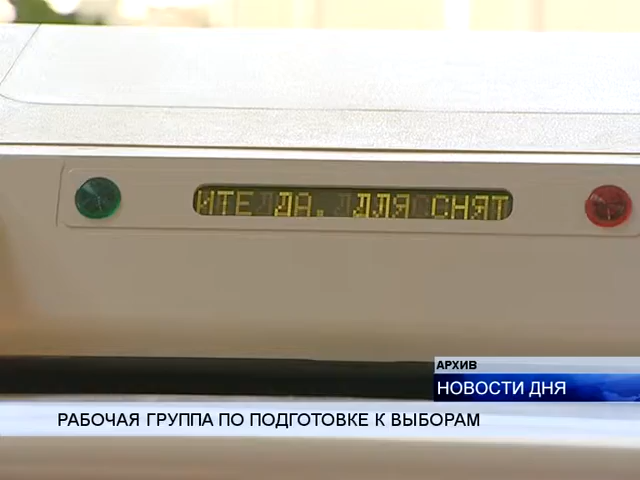 ИТЕ ДА. ДЛЯ СНЯТ
АРХИВ
НОВОСТИ ДНЯ
РАБОЧАЯ ГРУППА ПО ПОДГОТОВКЕ К ВЫБОРАМ